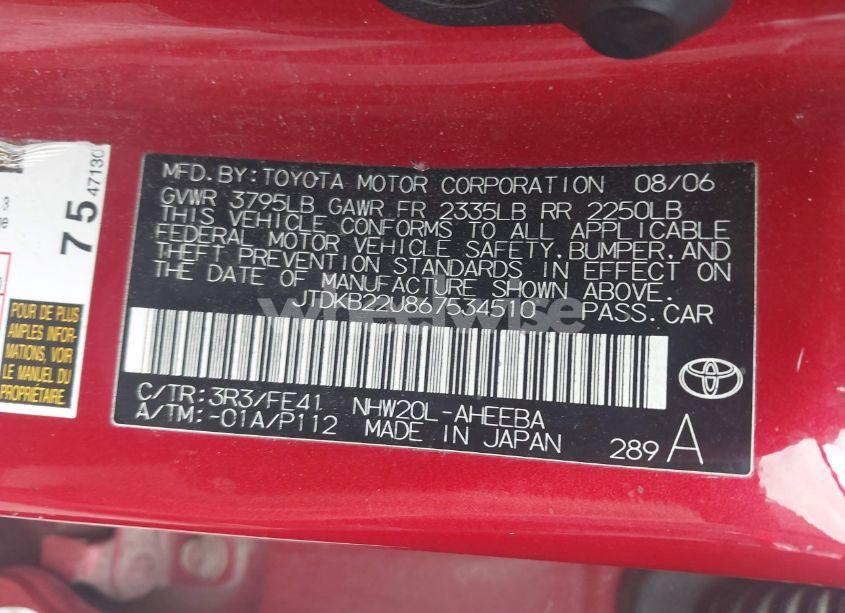 MFD.BY:TOYOTA MOTOR CORPORATION 08/06
GVWR 3795LB GAWR FR 2335LB RR 2250LB
THIS VEHICLE CONFORMS TO ALL APPLICABLE
FEDERAL MOTOR VEHICLE SAFETY,BUMPER,AND
THEFT PREVENTION STANDARDS IN EFFECT ON
THE DATE OF MANUFACTURE SHOWN ABOVE.
JTDKB22U867534510 PASS.CAR
wheelwise
C/TR:3R3/FE41 NHW20L-AHEEBA
A/TM:-01A/P112 MADE IN JAPAN
289 A
75
47130
POUR DE PLUS
AMPLES INFOR-
MATIONS, VOIR
LE MANUEL DU
PROPRIÉTAIRE